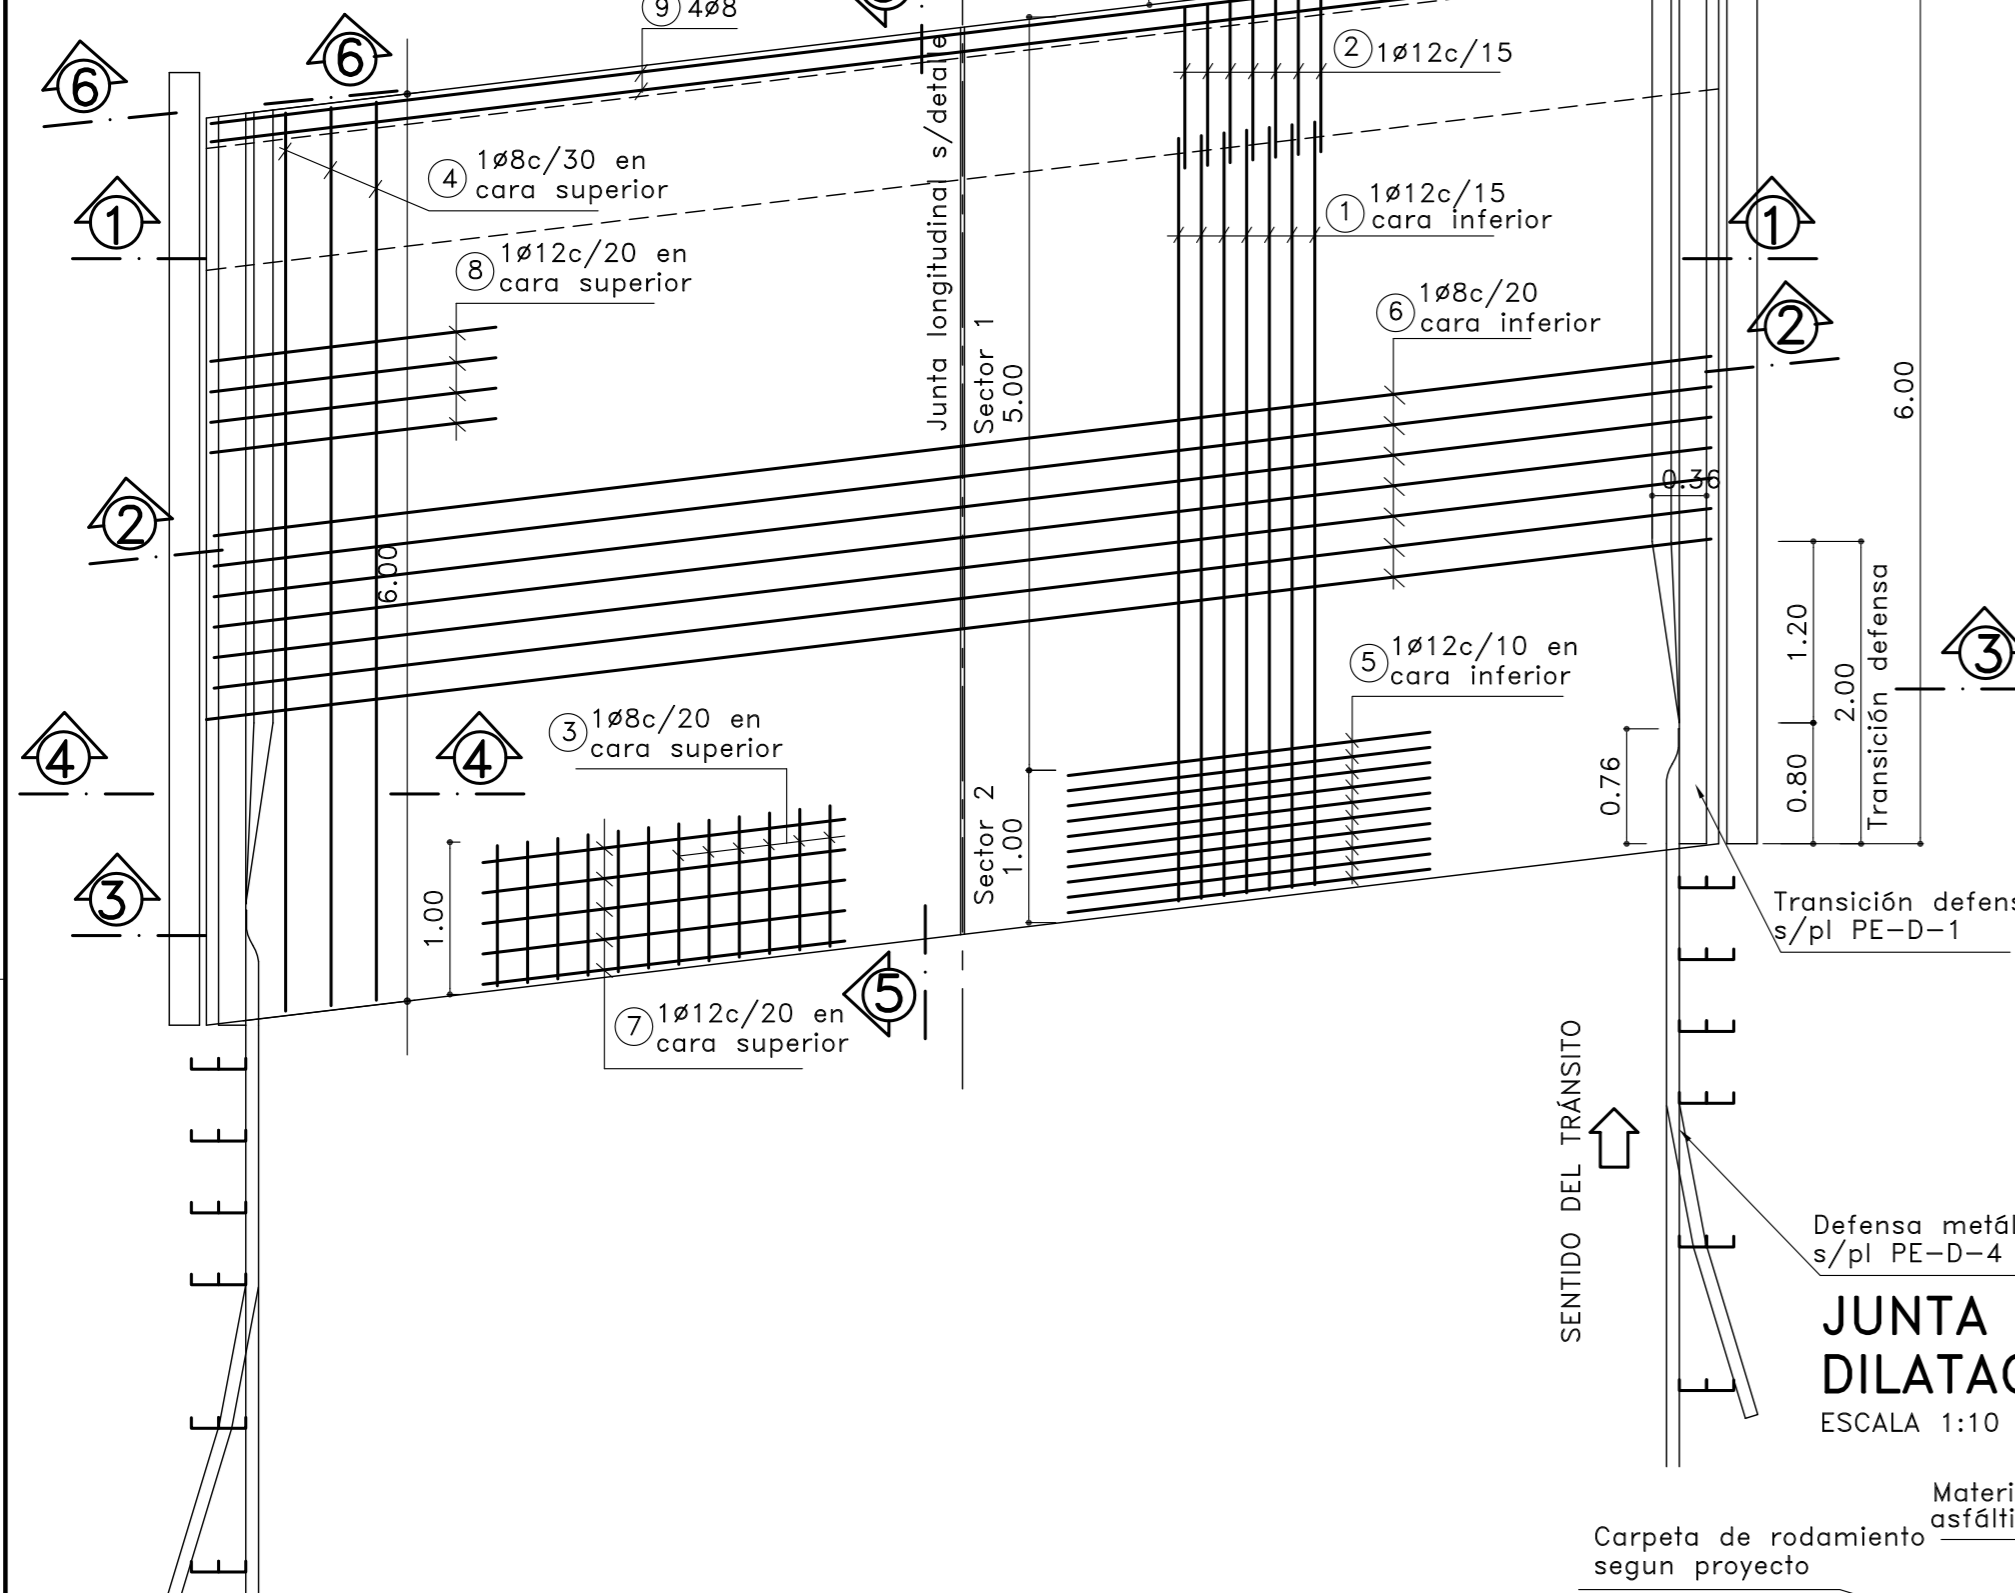 9 4ø8
6
6
2 1ø12c/15
4 1ø8c/30 en
cara superior
1
1 1ø12c/15
cara inferior
1
8 1ø12c/20 en
cara superior
Junta longitudinal s/detalle
Sector 1
5.00
6 1ø8c/20
cara inferior
2
6.00
0.36
2
6.00
1.20
2.00
Transición defensa
3
5 1ø12c/10 en
cara inferior
3 1ø8c/20 en
cara superior
4
4
0.76
0.80
Sector 2
1.00
1.00
3
Transición defens
s/pl PE-D-1
5
7 1ø12c/20 en
cara superior
SENTIDO DEL TRÁNSITO
Defensa metál
s/pl PE-D-4
JUNTA
DILATAC
ESCALA 1:10
Materi
asfálti
Carpeta de rodamiento
segun proyecto